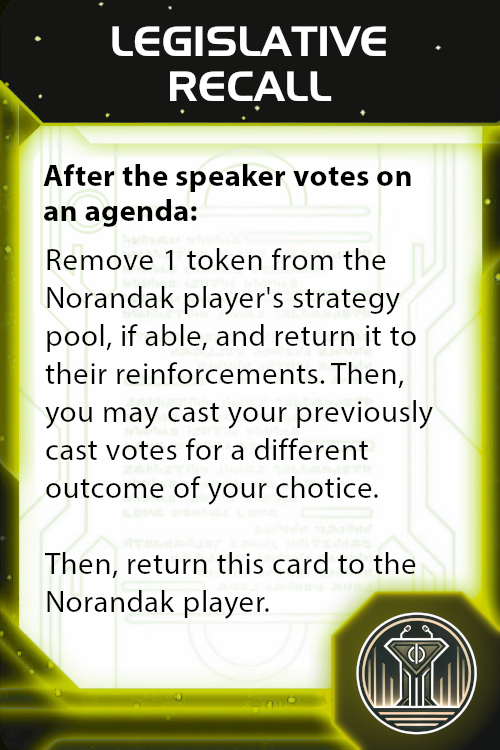 LEGISLATIVE
RECALL
After the speaker votes on
an agenda:
Remove 1 token from the
Norandak player's strategy
pool, if able, and return it to
their reinforcements. Then,
you may cast your previously
cast votes for a different
outcome of your chotice.
Then, return this card to the
Norandak player.